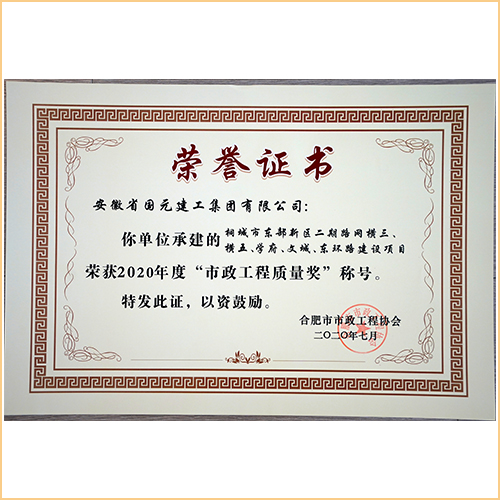 荣誉证书
安徽省国元建工集团有限公司：
你单位承建的桐城市东部新区二期路网横三、
横五、学府、文城、东环路建设项目
荣获2020年度“市政工程质量奖”称号。
特发此证，以资鼓励。
合肥市市政工程协会
二〇二〇年七月